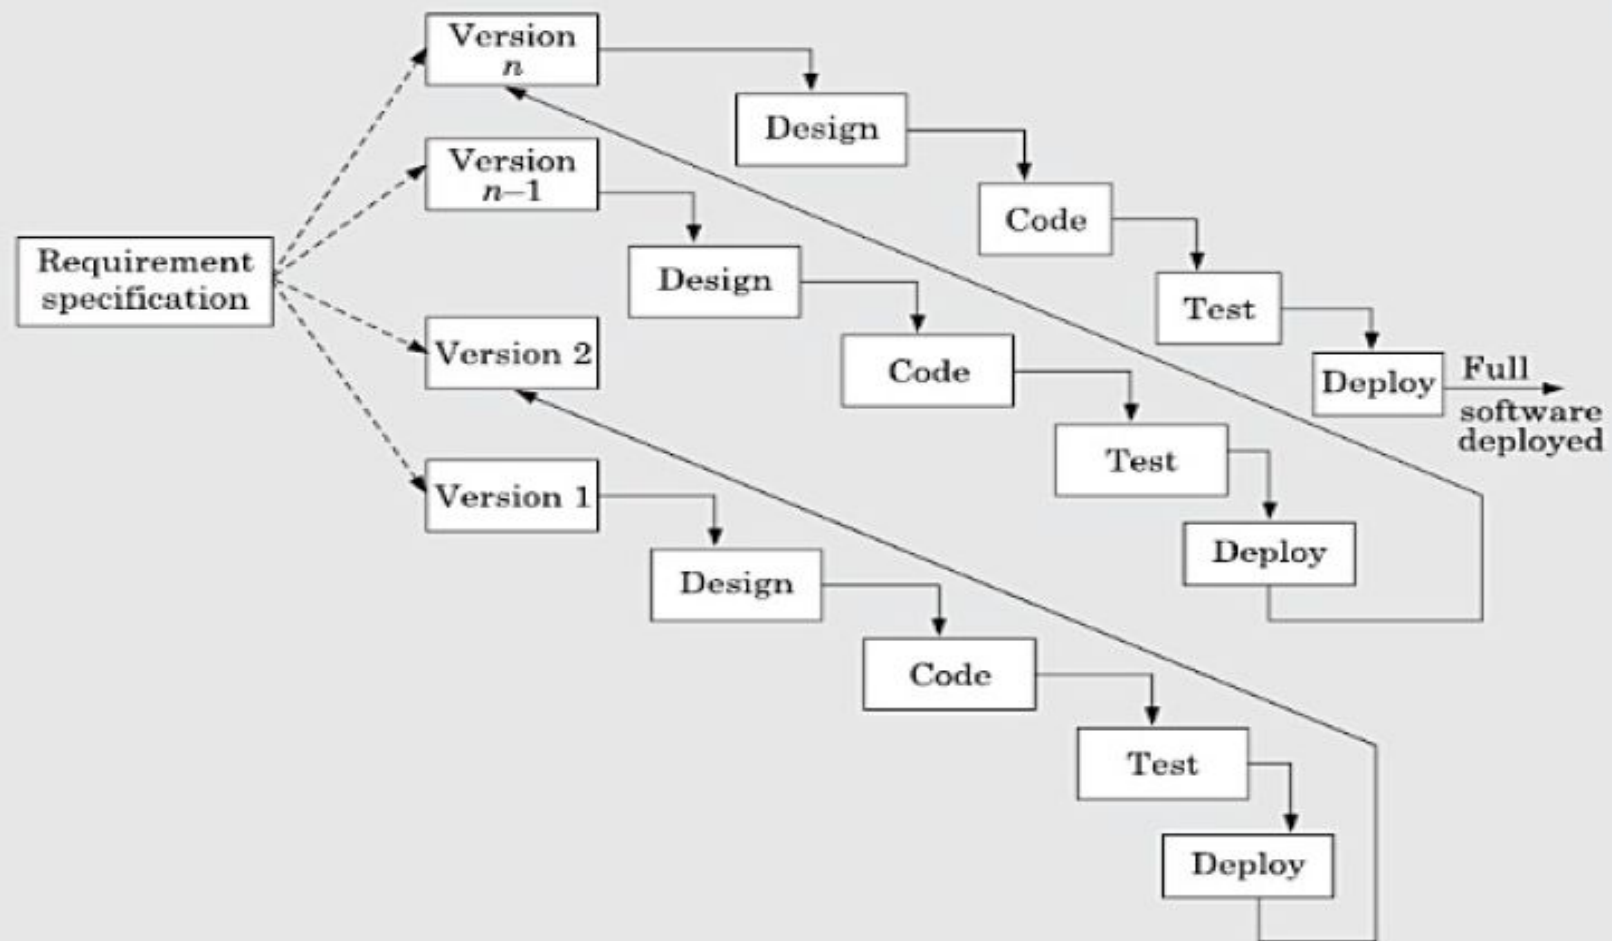 Version
n
Design
Version
n–1
Code
Requirement
specification
Design
Test
Version 2
Code
Deploy
Full
software
deployed
Test
Version 1
Deploy
Design
Code
Test
Deploy